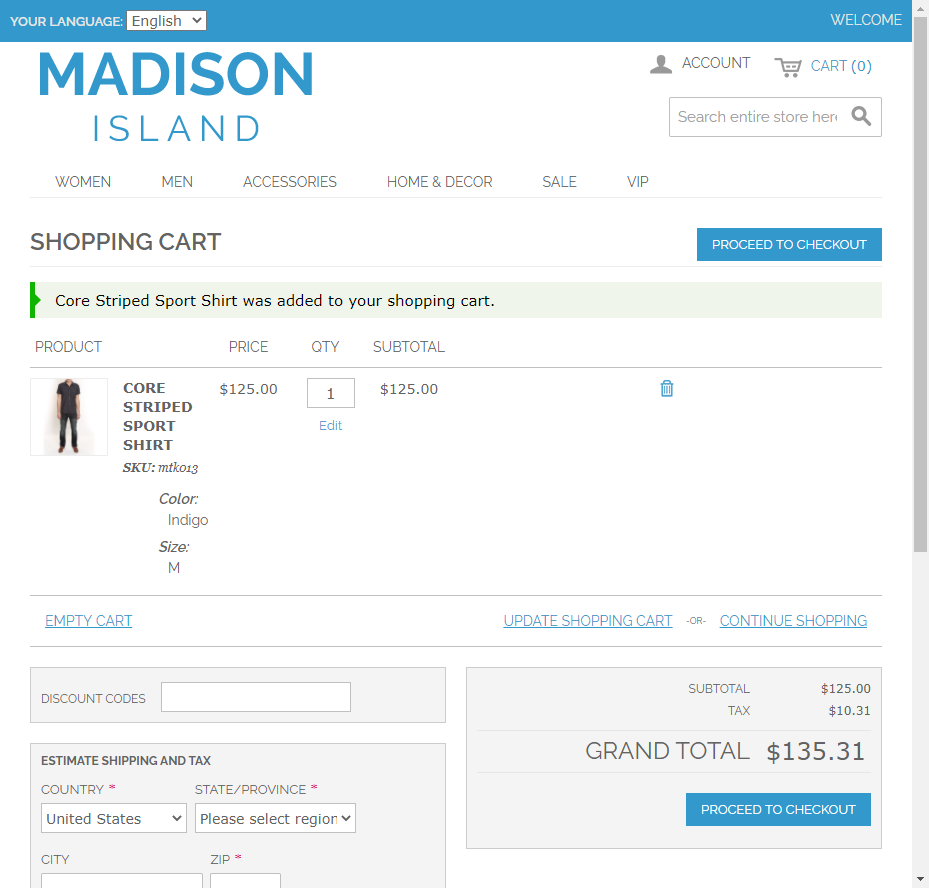 YOUR LANGUAGE: English
WELCOME
MADISON
ISLAND
ACCOUNT
CART (0)
Search entire store here
WOMEN
MEN
ACCESSORIES
HOME & DECOR
SALE
VIP
SHOPPING CART
PROCEED TO CHECKOUT
Core Striped Sport Shirt was added to your shopping cart.
PRODUCT PRICE QTY SUBTOTAL
CORE $125.00 1 $125.00
STRIPED
SPORT Edit
SHIRT
SKU: mtk013
Color:
Indigo
Size:
M
EMPTY CART
UPDATE SHOPPING CART -OR- CONTINUE SHOPPING
DISCOUNT CODES
ESTIMATE SHIPPING AND TAX
COUNTRY * STATE/PROVINCE *
United States Please select region
CITY ZIP *
SUBTOTAL $125.00
TAX $10.31
GRAND TOTAL $135.31
PROCEED TO CHECKOUT